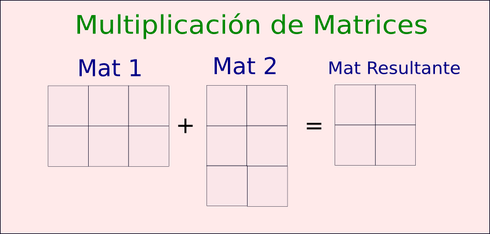 Multiplicación de Matrices
Mat 1
Mat 2
Mat Resultante
+
=